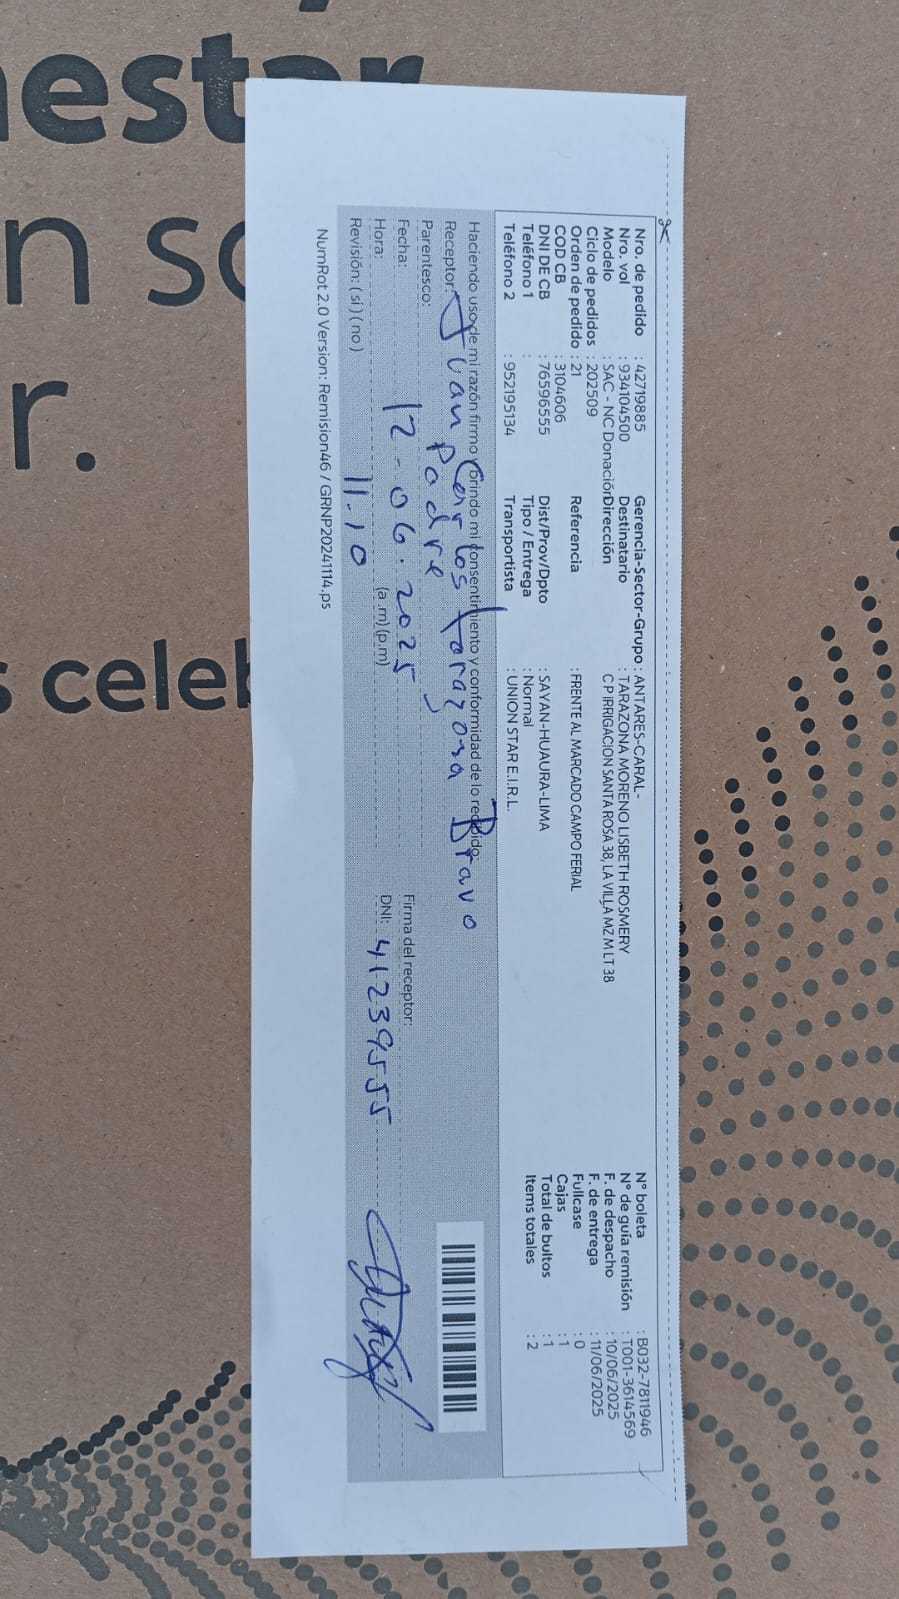 nestar
n so
r.
s celeb
Nro. de pedido : 42719885 Gerencia-Sector-Grupo : ANTARES-CARAL - N° boleta : B032-7811946
Nro. vol : 934104500 Destinatario : TARAZONA MORENO LISBETH ROSMERY N° de guía remisión : T001-3614569
Modelo : SAC - NC Donación Dirección C P IRRIGACION SANTA ROSA 38, LA VILLA MZ M LT 38 F. de despacho : 10/06/2025
Ciclo de pedidos : 202509 F. de entrega : 11/06/2025
Orden de pedido : 21 Referencia : FRENTE AL MARCADO CAMPO FERIAL Fullcase : 0
COD CB : 3104606 Cajas : 1
DNI DE CB : 76596555 Dist/Prov/Dpto : SAYAN-HUAURA-LIMA Total de bultos : 1
Teléfono 1 : Tipo / Entrega : Normal Items totales : 2
Teléfono 2 : 952195134 Transportista : UNION STAR E.I.R.L.
Haciendo uso de mi razón firmo y brindo mi consentimiento y conformidad de lo recibido.
Receptor: Juan Carlos Tarazona Bravo
Parentesco: Padre
Fecha: 12-06-2025 Firma del receptor:
Hora: 11-10 (a.m)(p.m) DNI: 41239555
Revisión: ( sí ) ( no )
NumRot 2.0 Version: Remision46 / GRNP20241114.ps